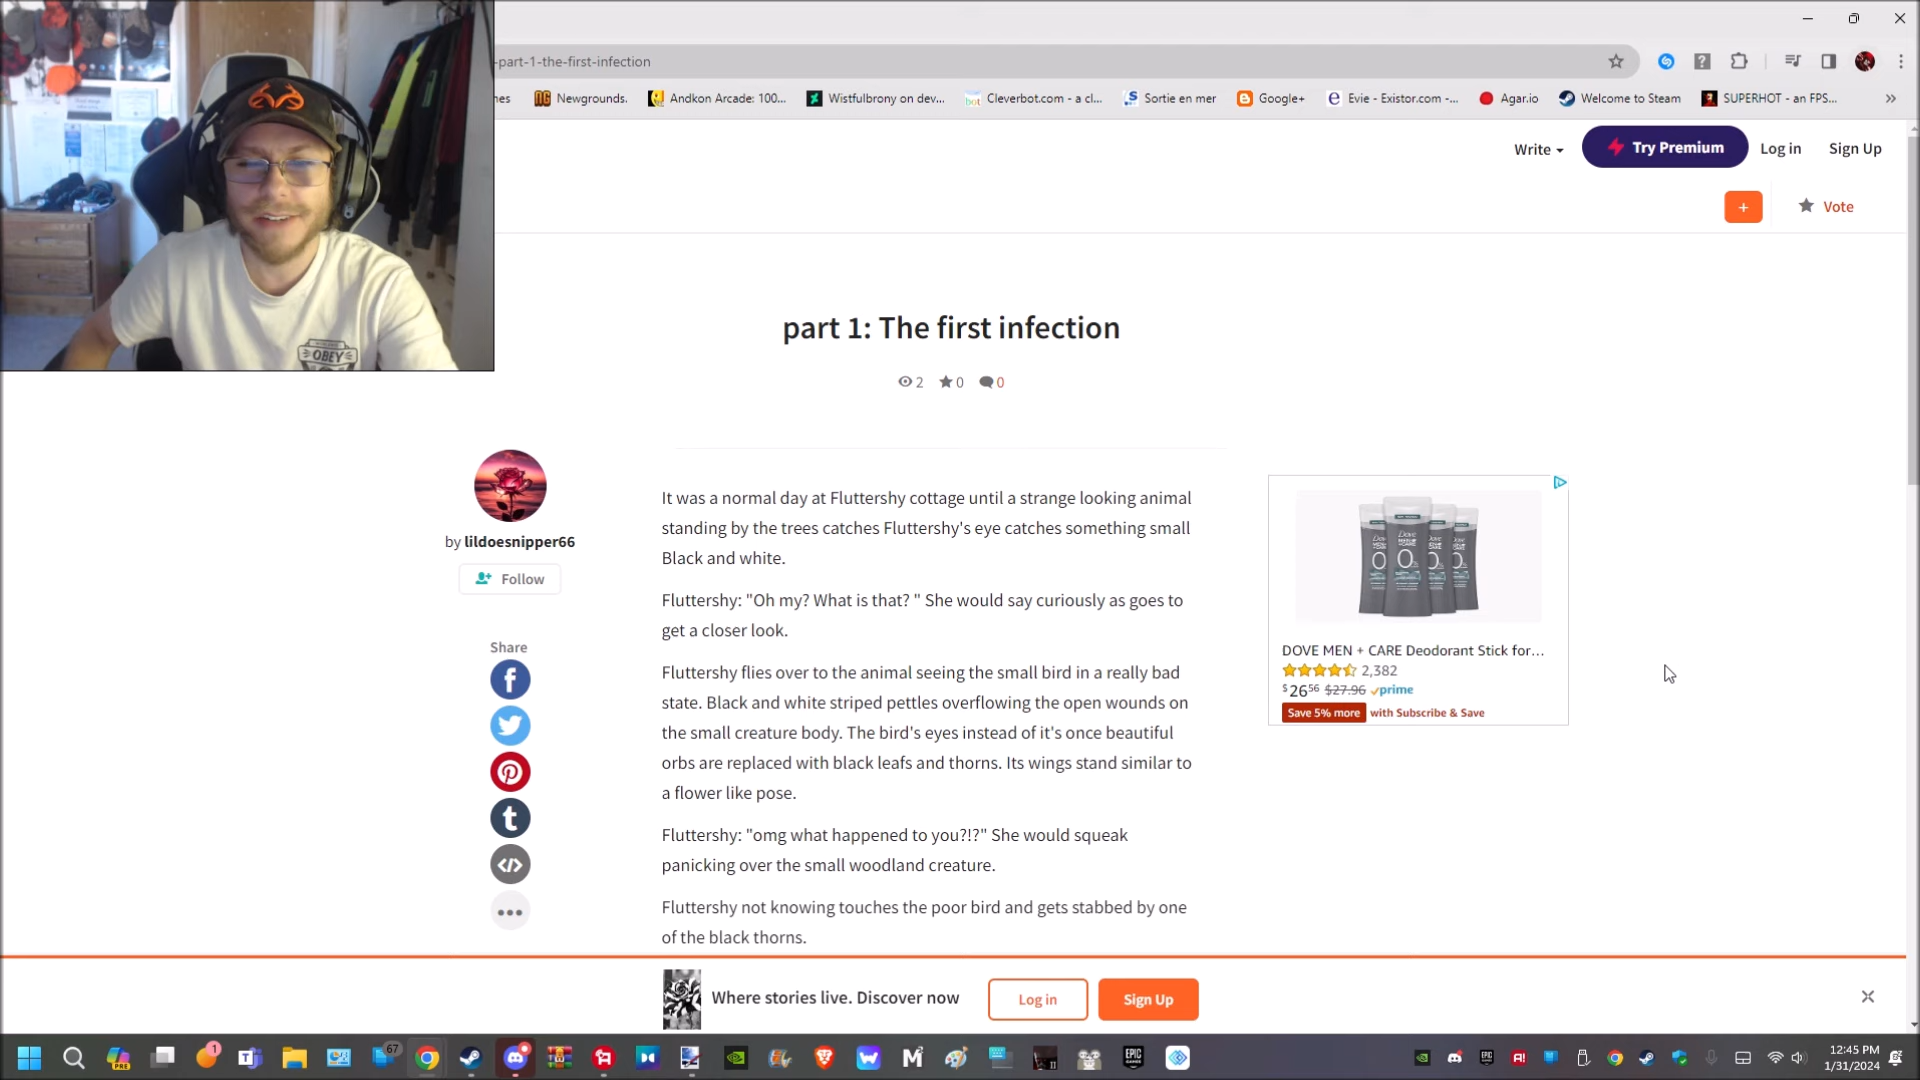 -part-1-the-first-infection
nes
Newgrounds.
Andkon Arcade: 100...
Wistfulbrony on dev...
Cleverbot.com - a cl...
Sortie en mer
Google+
Evie - Existor.com -...
Agar.io
Welcome to Steam
SUPERHOT - an FPS...
»
Write
Try Premium
Log in
Sign Up
+
Vote
OBEY
part 1: The first infection
2 0 0
by lildoesnipper66
Follow
Share
It was a normal day at Fluttershy cottage until a strange looking animal
standing by the trees catches Fluttershy's eye catches something small
Black and white.
Fluttershy: "Oh my? What is that? " She would say curiously as goes to
get a closer look.
Fluttershy flies over to the animal seeing the small bird in a really bad
state. Black and white striped pettles overflowing the open wounds on
the small creature body. The bird's eyes instead of it's once beautiful
orbs are replaced with black leafs and thorns. Its wings stand similar to
a flower like pose.
Fluttershy: "omg what happened to you?!?" She would squeak
panicking over the small woodland creature.
Fluttershy not knowing touches the poor bird and gets stabbed by one
of the black thorns.
DOVE MEN + CARE Deodorant Stick for...
2,382
$26⁵⁶ $27.96 prime
Save 5% more with Subscribe & Save
Where stories live. Discover now
Log in
Sign Up
1
67
PRE
EPIC
GAMES
12:45 PM
1/31/2024